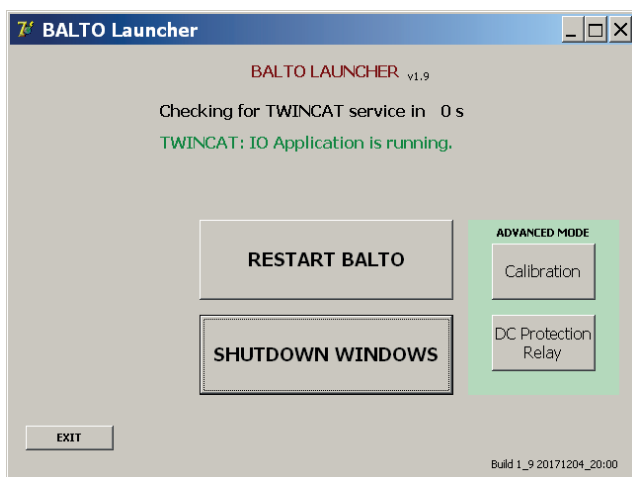 BALTO Launcher
BALTO LAUNCHER v1.9
Checking for TWINCAT service in 0 s
TWINCAT: IO Application is running.
ADVANCED MODE
RESTART BALTO
Calibration
SHUTDOWN WINDOWS
DC Protection
Relay
EXIT
Build 1_9 20171204_20:00